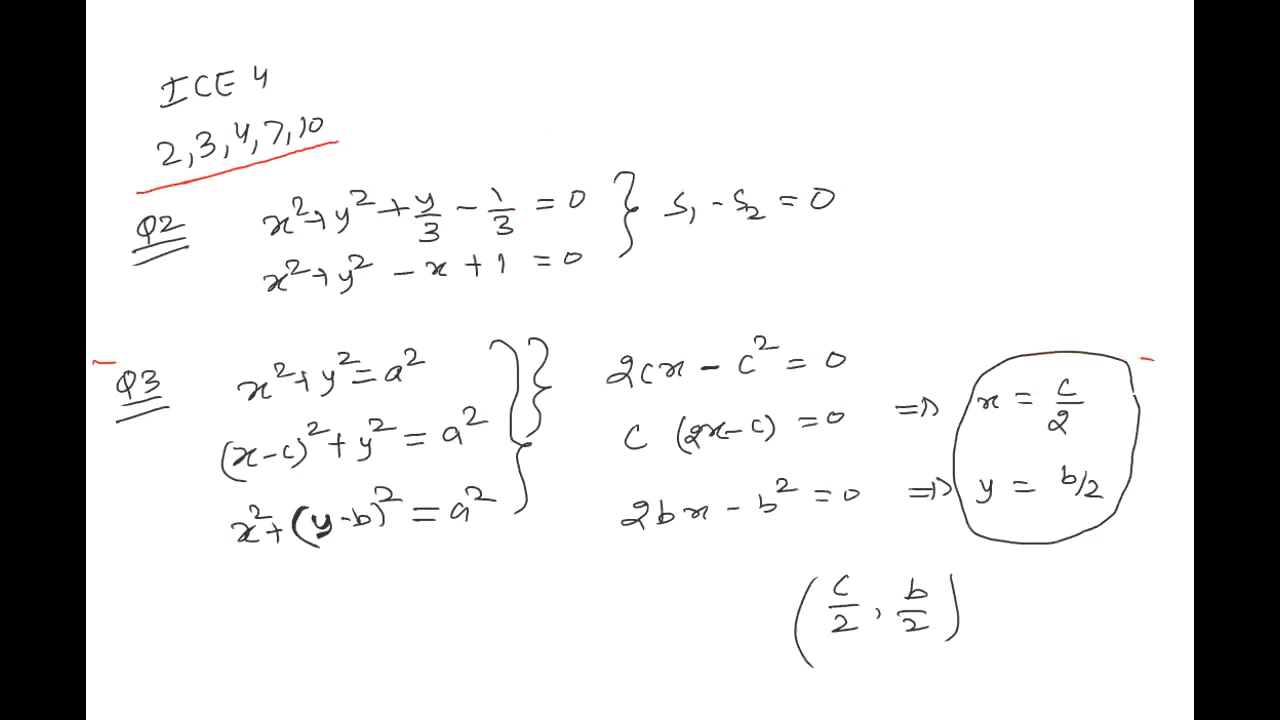 ICE 4
2,3,4,7,10
Q2 x²+y²+y/3 - 1/3 = 0 } S₁ - S₂ = 0
x²+y² - x + 1 = 0
Q3 x²+y²=a² 2cx - c² = 0
(x-c)²+y² = a² c (2x-c) = 0 => x = c/2
x²+(y-b)² = a² 2bx - b² = 0 => y = b/2
(c/2, b/2)